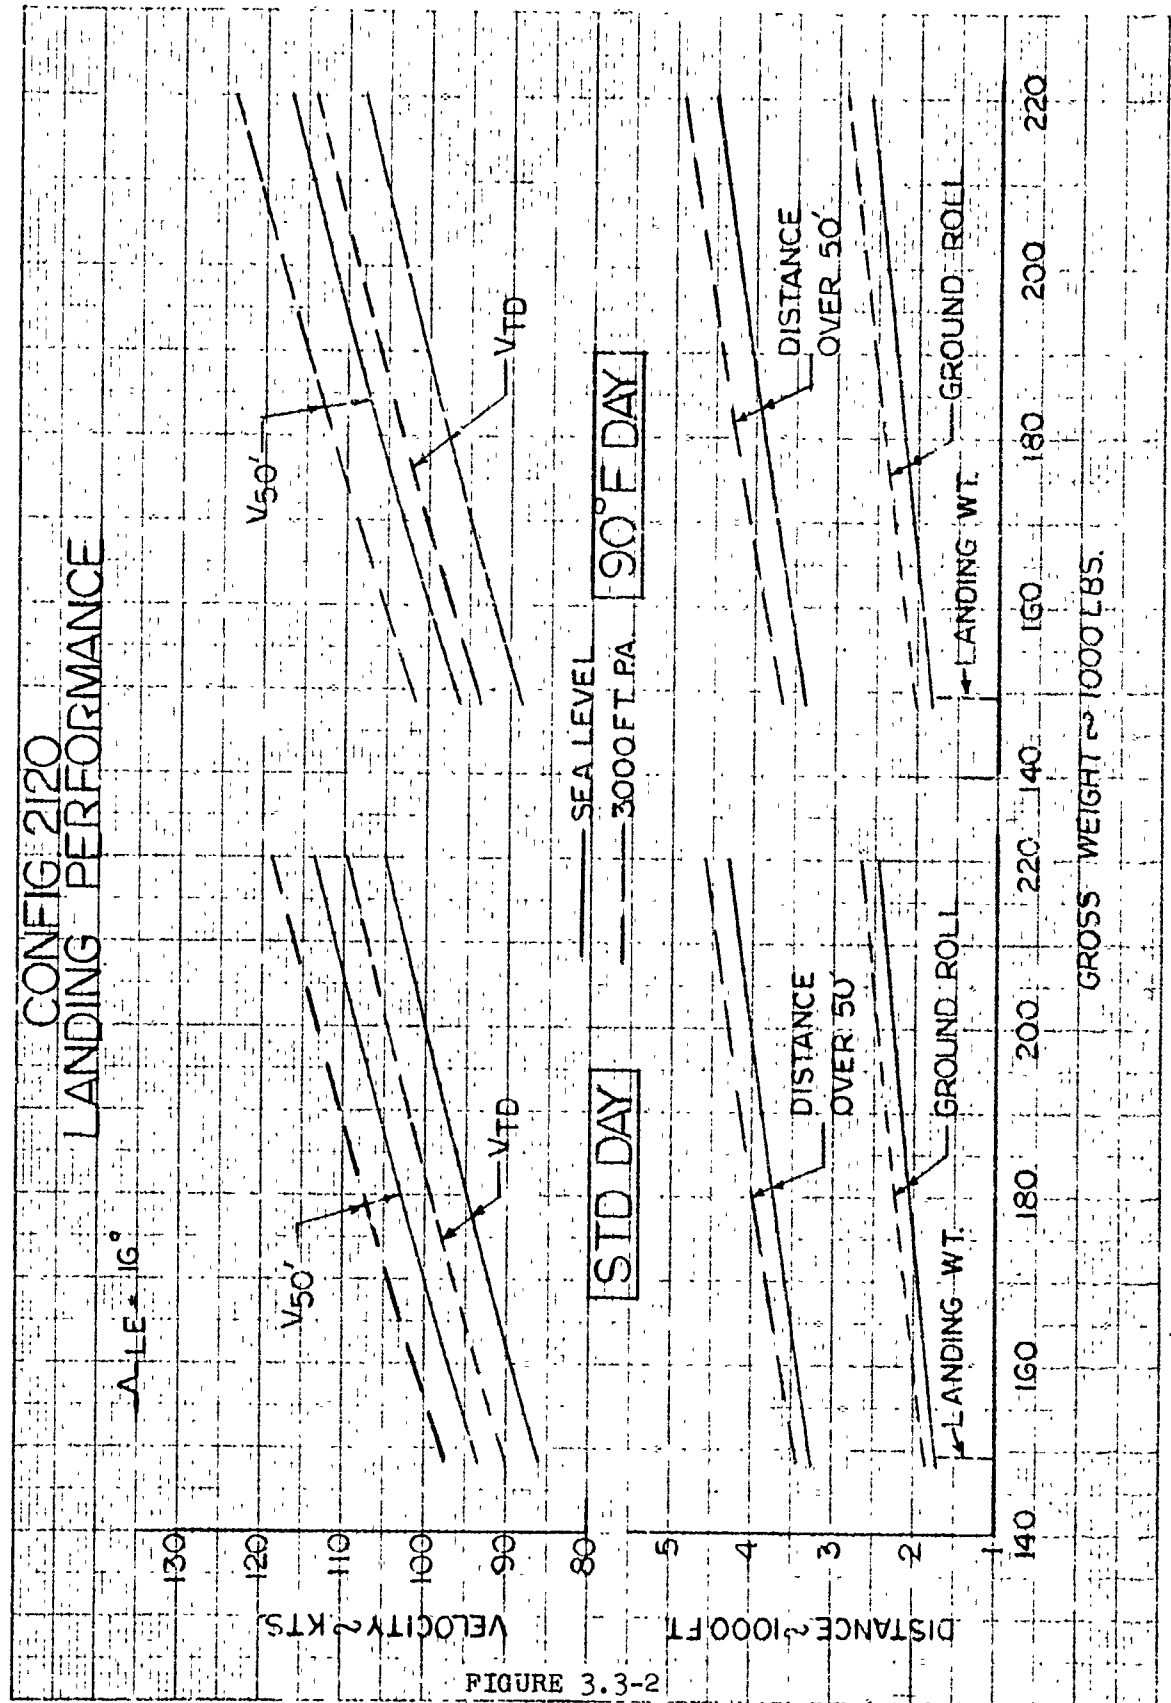 CONFIG. 2120
LANDING PERFORMANCE
Λ LE = 16°
VELOCITY ~ KTS.
130
120
110
100
90
80
V50'
VTD
V50'
VTD
STD DAY
SEA LEVEL
3000 FT. P.A.
90°F DAY
DISTANCE ~ 1000 FT
5
4
3
2
1
DISTANCE
OVER 50'
GROUND ROLL
LANDING WT.
DISTANCE
OVER 50'
GROUND ROLL
LANDING WT.
140 160 180 200 220 140 160 180 200 220
GROSS WEIGHT ~ 1000 LBS.
FIGURE 3.3-2